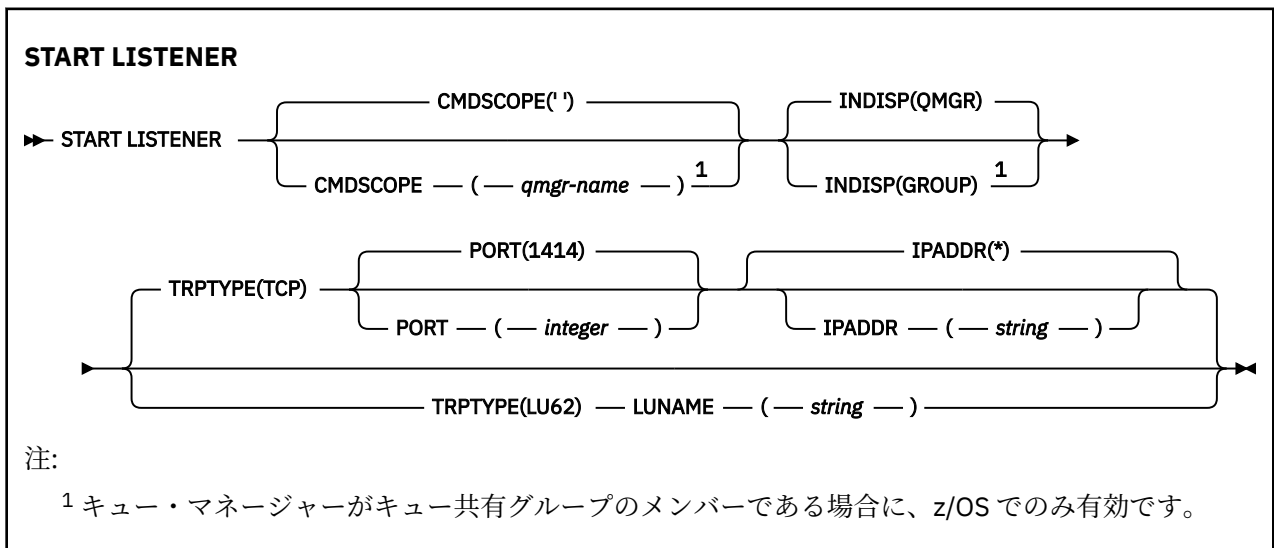 START LISTENER
CMDSCOPE(' ') INDISP(QMGR)
START LISTENER
CMDSCOPE ( qmgr-name ) 1 INDISP(GROUP) 1
PORT(1414) IPADDR(*)
TRPTYPE(TCP)
PORT ( integer ) IPADDR ( string )
TRPTYPE(LU62) LUNAME ( string )
注:
1 キュー・マネージャーがキュー共有グループのメンバーである場合に、z/OS でのみ有効です。